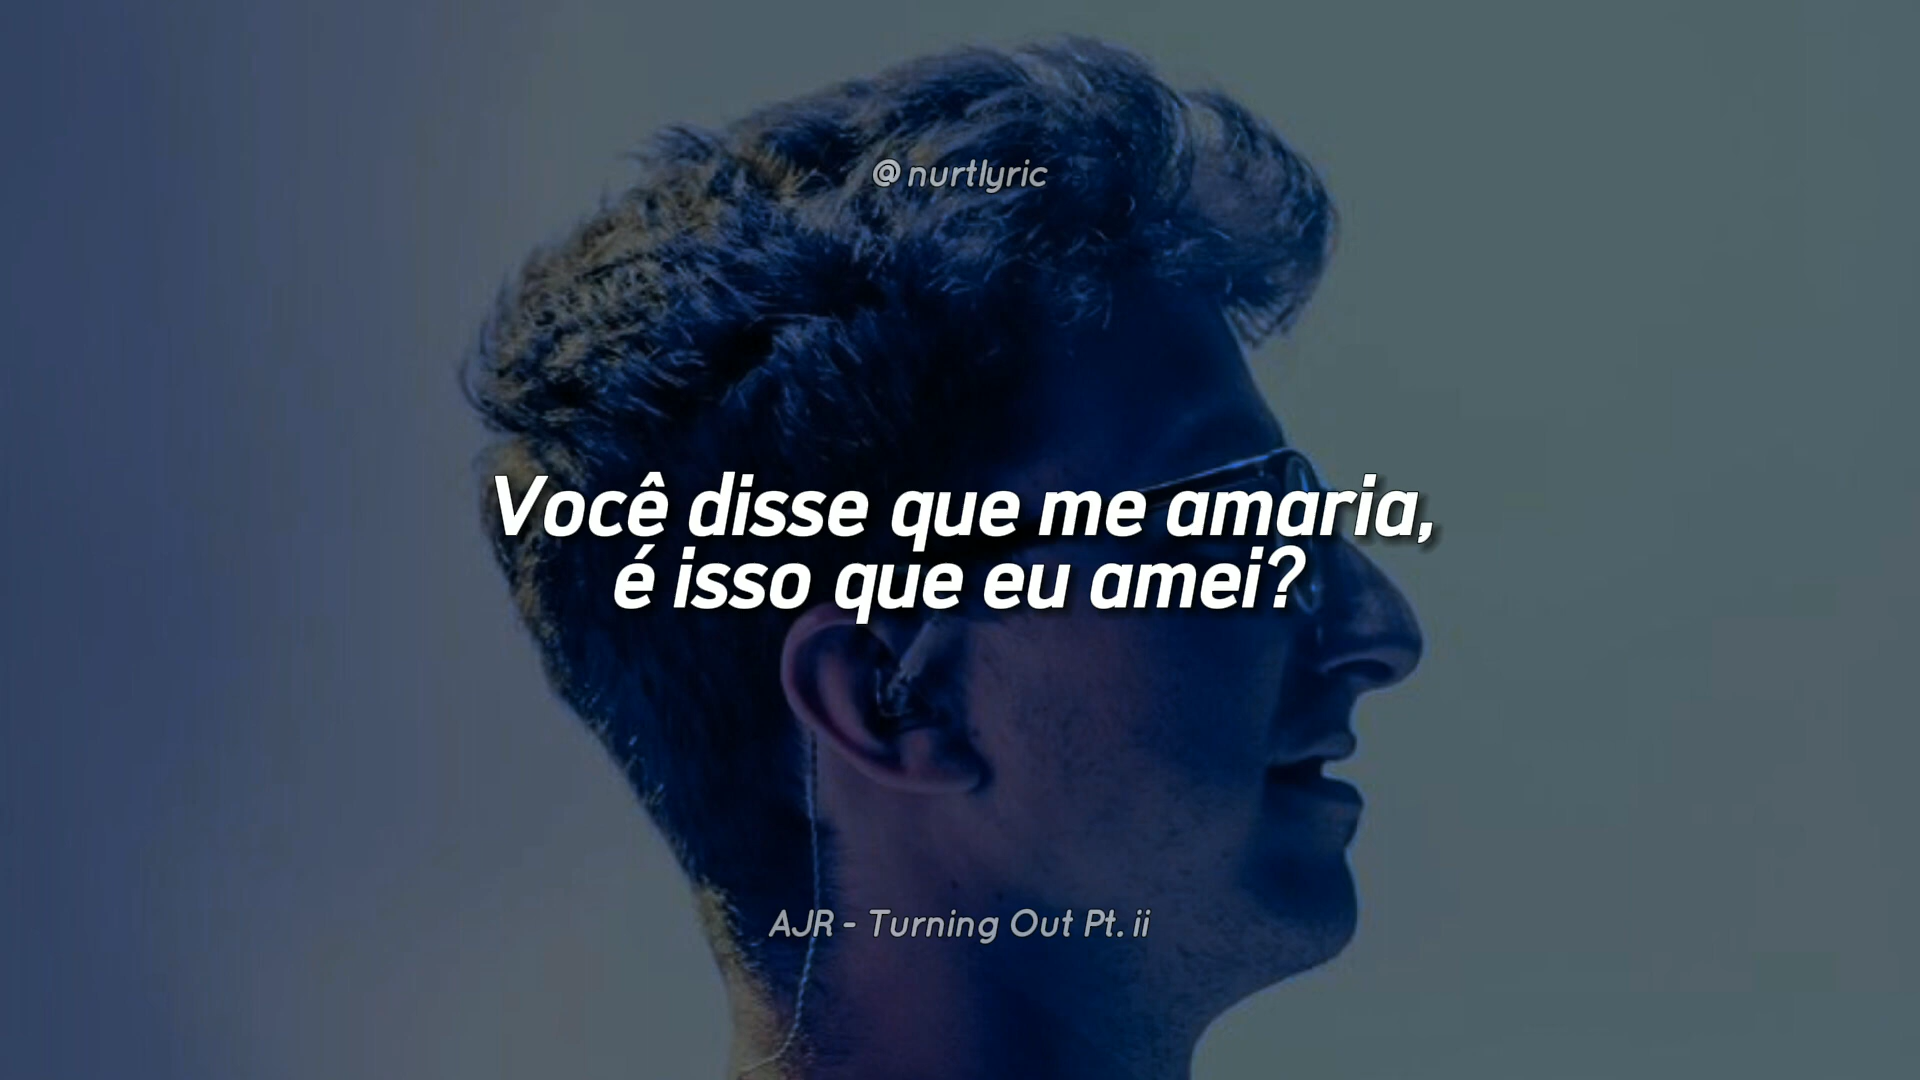 @nurtlyric
Você disse que me amaria,
é isso que eu amei?
AJR - Turning Out Pt. ii